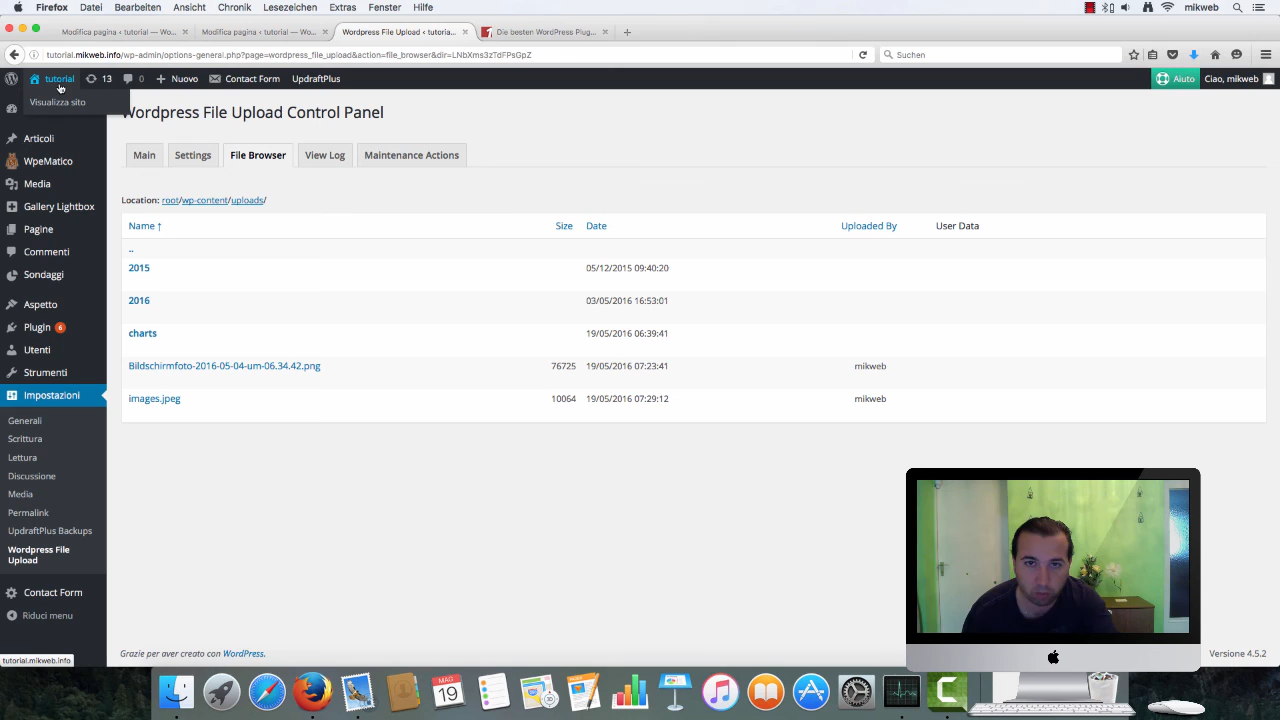 Firefox Datei Bearbeiten Ansicht Chronik Lesezeichen Extras Fenster Hilfe mikweb
Modifica pagina ‹ tutorial — Wo...
Modifica pagina ‹ tutorial — Wo...
Wordpress File Upload ‹ tutoria...
Die besten WordPress Plug...
tutorial.mikweb.info/wp-admin/options-general.php?page=wordpress_file_upload&action=file_browser&dir=LNbXms3zTdFPsGpZ
Suchen
tutorial 13 0 + Nuovo Contact Form UpdraftPlus Aiuto Ciao, mikweb
Visualizza sito
Wordpress File Upload Control Panel
Main Settings File Browser View Log Maintenance Actions
Location: root/wp-content/uploads/
Name ↑ Size Date Uploaded By User Data
..
2015 05/12/2015 09:40:20
2016 03/05/2016 16:53:01
charts 19/05/2016 06:39:41
Bildschirmfoto-2016-05-04-um-06.34.42.png 76725 19/05/2016 07:23:41 mikweb
images.jpeg 10064 19/05/2016 07:29:12 mikweb
Articoli
WpeMatico
Media
Gallery Lightbox
Pagine
Commenti
Sondaggi
Aspetto
Plugin 6
Utenti
Strumenti
Impostazioni
Generali
Scrittura
Lettura
Discussione
Media
Permalink
UpdraftPlus Backups
Wordpress File
Upload
Contact Form
Riduci menu
Grazie per aver creato con WordPress.
Versione 4.5.2
tutorial.mikweb.info
MAG
19